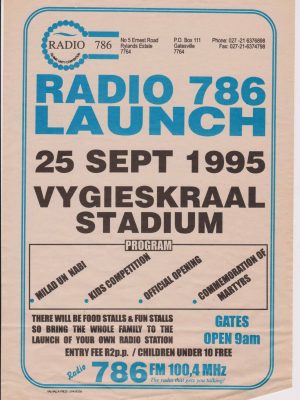 RADIO 786
No 5 Ernest Road
Rylands Estate
7764
P.O. Box 111
Gatesville
7764
Phone: 027-21 6376898
Fax: 027-21-6374798
RADIO 786
LAUNCH
25 SEPT 1995
VYGIESKRAAL
STADIUM
PROGRAM
• MILAD UN NABI
• KIDS COMPETITION
• OFFICIAL OPENING
• COMMEMORATION OF
MARTYRS
THERE WILL BE FOOD STALLS & FUN STALLS
SO BRING THE WHOLE FAMILY TO THE
LAUNCH OF YOUR OWN RADIO STATION
ENTRY FEE R2p.p. / CHILDREN UNDER 10 FREE
GATES
OPEN 9am
Radio 786 FM 100,4 MHz
The radio that gets you talking!